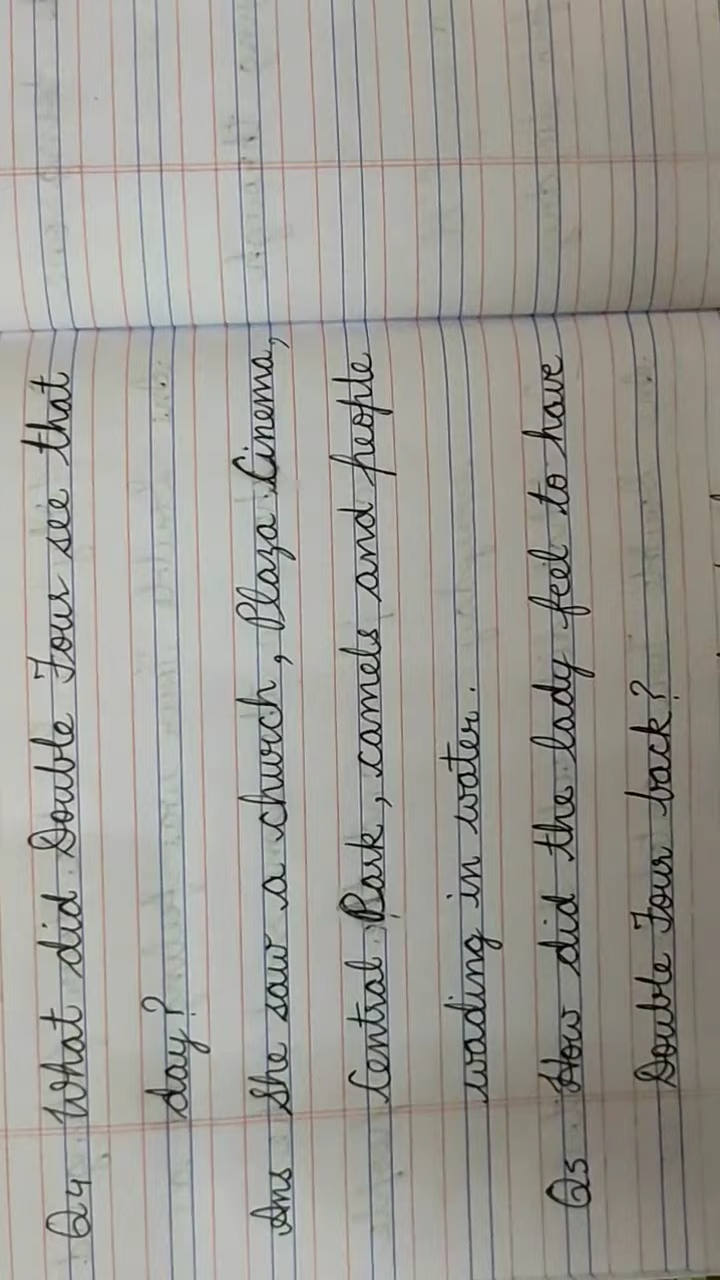 Q4 What did Double Four see that
day?
Ans She saw a church, Plaza Cinema,
Central Park, camels and people
wading in water.
Q5 How did the lady feel to have
Double Four back?